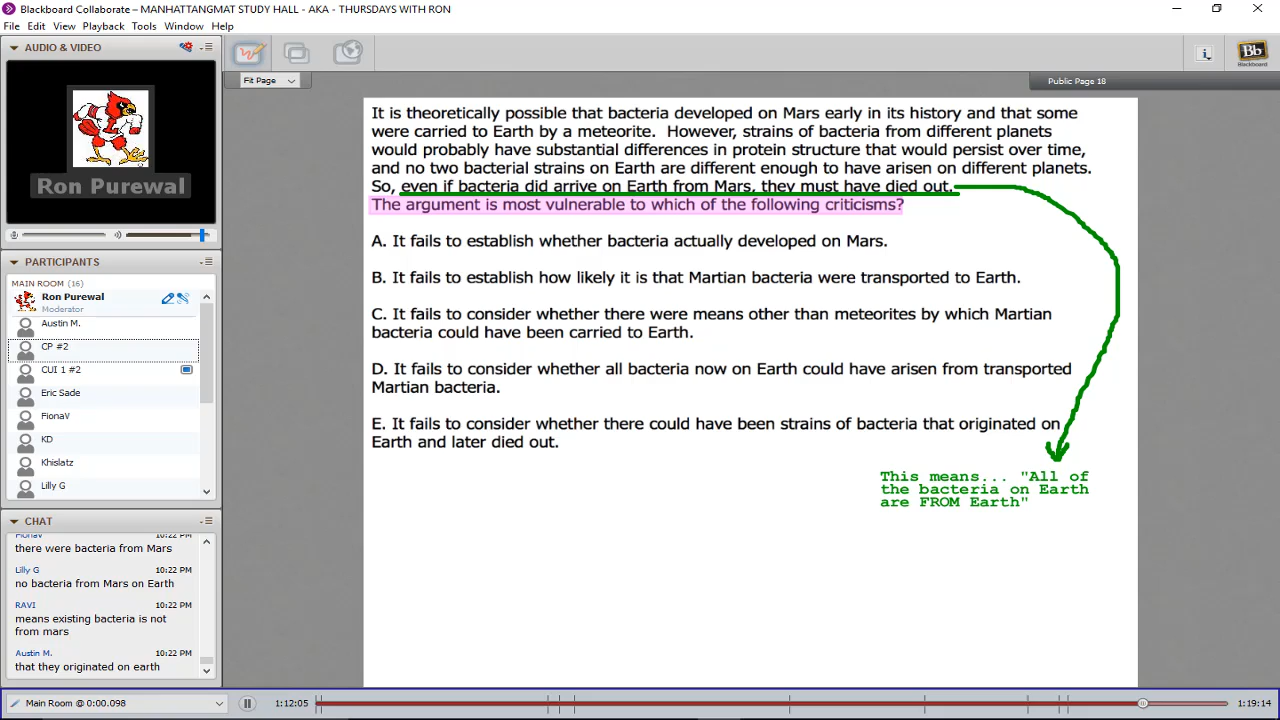 Blackboard Collaborate – MANHATTANGMAT STUDY HALL - AKA - THURSDAYS WITH RON
File Edit View Playback Tools Window Help
AUDIO & VIDEO
Ron Purewal
PARTICIPANTS
MAIN ROOM (16)
Ron Purewal
Moderator
Austin M.
CP #2
CUI 1 #2
Eric Sade
FionaV
KD
Khislatz
Lilly G
CHAT
FionaV 10:22 PM
there were bacteria from Mars
Lilly G 10:22 PM
no bacteria from Mars on Earth
RAVI 10:22 PM
means existing bacteria is not
from mars
Austin M. 10:22 PM
that they originated on earth
Main Room @ 0:00.098
Fit Page
Public Page 18
Bb
Blackboard
It is theoretically possible that bacteria developed on Mars early in its history and that some
were carried to Earth by a meteorite. However, strains of bacteria from different planets
would probably have substantial differences in protein structure that would persist over time,
and no two bacterial strains on Earth are different enough to have arisen on different planets.
So, even if bacteria did arrive on Earth from Mars, they must have died out.
The argument is most vulnerable to which of the following criticisms?
A. It fails to establish whether bacteria actually developed on Mars.
B. It fails to establish how likely it is that Martian bacteria were transported to Earth.
C. It fails to consider whether there were means other than meteorites by which Martian
bacteria could have been carried to Earth.
D. It fails to consider whether all bacteria now on Earth could have arisen from transported
Martian bacteria.
E. It fails to consider whether there could have been strains of bacteria that originated on
Earth and later died out.
This means... "All of
the bacteria on Earth
are FROM Earth"
1:12:05
1:19:14